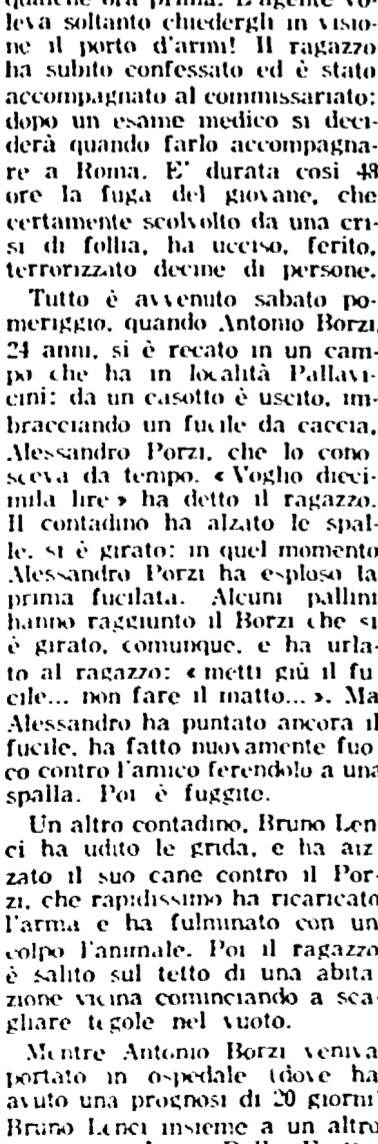 qualche ora prima. L'agente vo-
leva soltanto chiedergli in visio-
ne il porto d'armi! Il ragazzo
ha subito confessato ed è stato
accompagnato al commissariato:
dopo un esame medico si deci-
derà quando farlo accompagna-
re a Roma. E' durata così 48
ore la fuga del giovane, che
certamente scolvolto da una cri-
si di follia, ha ucciso, ferito,
terrorizzato decine di persone.
Tutto è avvenuto sabato po-
meriggio, quando Antonio Borzi,
24 anni, si è recato in un cam-
po che ha in località Pallavi-
cini: da un casotto è uscito, im-
bracciando un fucile da caccia,
Alessandro Porzi, che lo cono
sceva da tempo. « Voglio dieci-
mila lire » ha detto il ragazzo.
Il contadino ha alzato le spal-
le, si è girato: in quel momento
Alessandro Porzi ha esploso la
prima fucilata. Alcuni pallini
hanno raggiunto il Borzi che si
è girato, comunque, e ha urla-
to al ragazzo: « metti giù il fu
cile... non fare il matto... ». Ma
Alessandro ha puntato ancora il
fucile, ha fatto nuovamente fuo
co contro l'amico ferendolo a una
spalla. Poi è fuggito.
Un altro contadino, Bruno Len
ci ha udito le grida, e ha aiz
zato il suo cane contro il Por-
zi, che rapidissimo ha ricaricato
l'arma e ha fulminato con un
colpo l'animale. Poi il ragazzo
è salito sul tetto di una abita
zione vicina cominciando a sca-
gliare tegole nel vuoto.
Mentre Antonio Borzi veniva
portato in ospedale (dove ha
avuto una prognosi di 20 giorni)
Bruno Lenci insieme a un altro